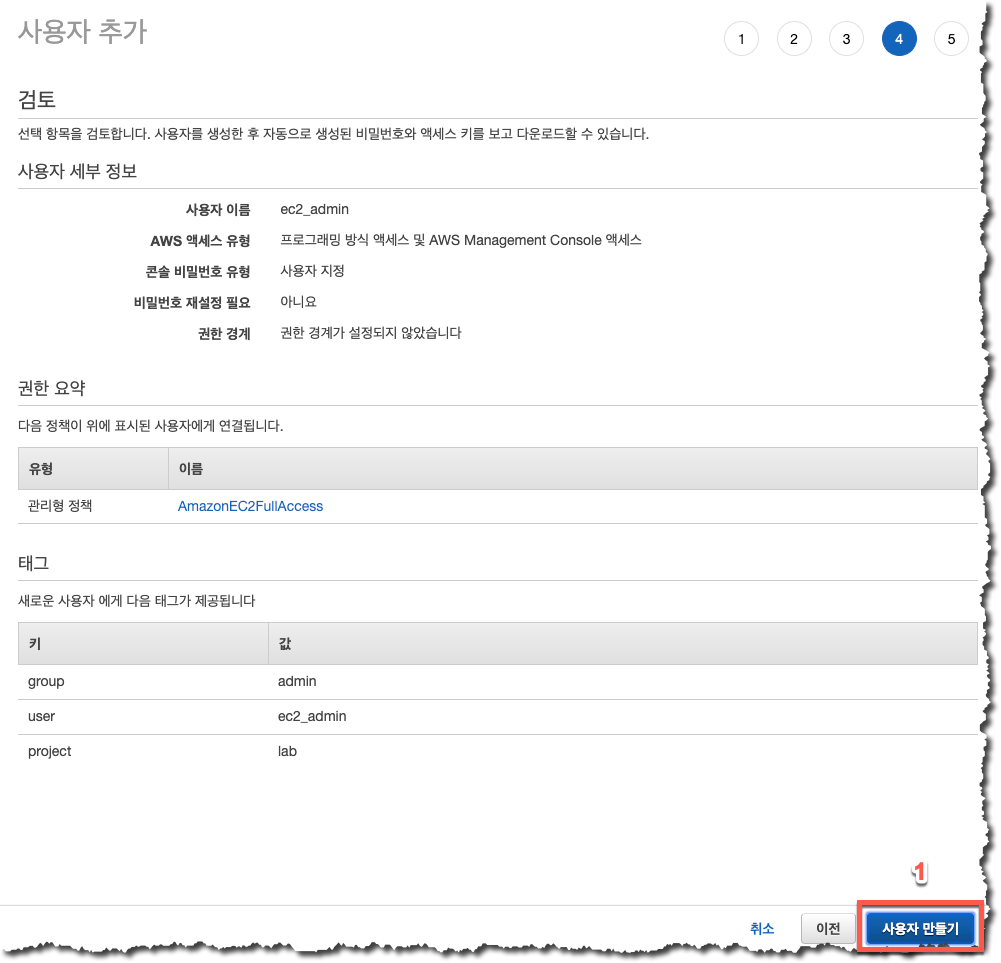 사용자 추가
1 2 3 4 5
검토
선택 항목을 검토합니다. 사용자를 생성한 후 자동으로 생성된 비밀번호와 액세스 키를 보고 다운로드할 수 있습니다.
사용자 세부 정보
사용자 이름 ec2_admin
AWS 액세스 유형 프로그래밍 방식 액세스 및 AWS Management Console 액세스
콘솔 비밀번호 유형 사용자 지정
비밀번호 재설정 필요 아니요
권한 경계 권한 경계가 설정되지 않았습니다
권한 요약
다음 정책이 위에 표시된 사용자에게 연결됩니다.
유형 이름
관리형 정책 AmazonEC2FullAccess
태그
새로운 사용자 에게 다음 태그가 제공됩니다
키 값
group admin
user ec2_admin
project lab
1
취소 이전 사용자 만들기